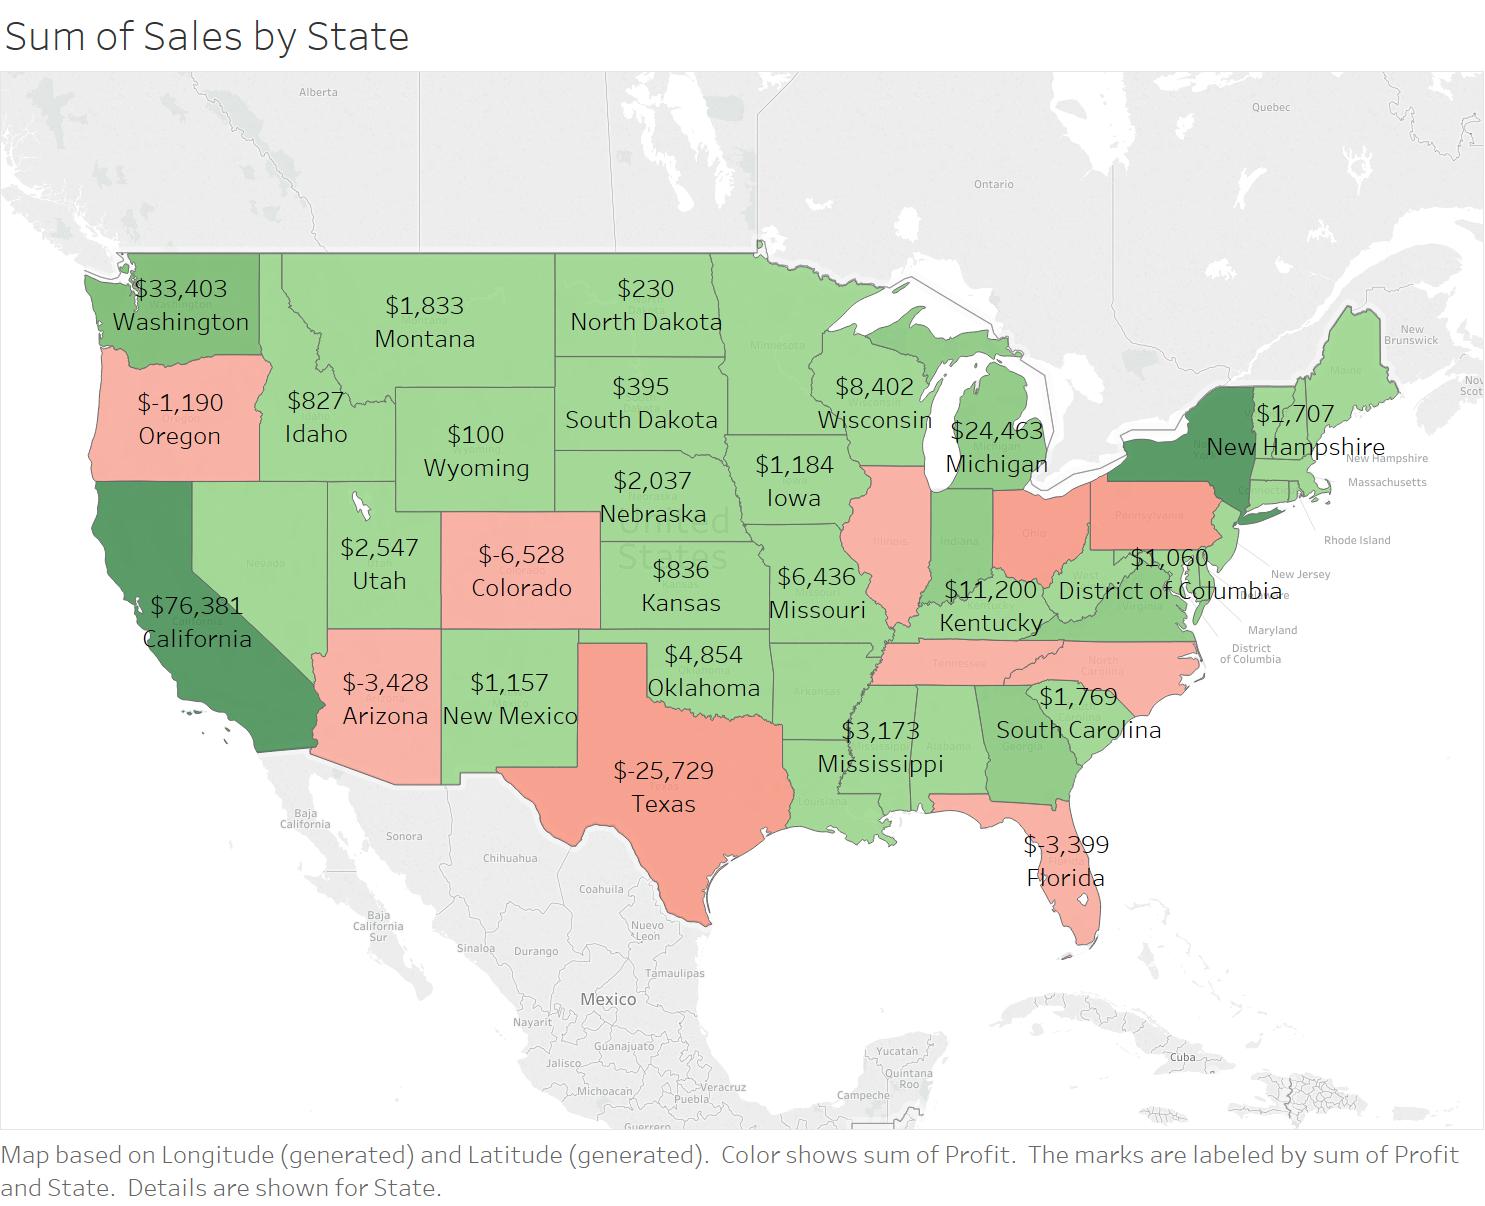 Sum of Sales by State
Alberta
Quebec
Ontario
$33,403
Washington
$1,833
Montana
$230
North Dakota
New
Brunswick
Minnesota
Maine
Nov
Scot
$-1,190
Oregon
$827
Idaho
$395
South Dakota
$8,402
Wisconsin
$1,707
New Hampshire
$100
Wyoming
$24,463
Michigan
New Hampshire
Massachusetts
$1,184
Iowa
$2,037
Nebraska
Connecticut
Pennsylvania
United
States
$2,547
Utah
$-6,528
Colorado
Nevada
Illinois
Indiana
Ohio
Rhode Island
$836
Kansas
$6,436
Missouri
$1,060
District of Columbia
New Jersey
$11,200
Kentucky
$76,381
California
Maryland
District
of Columbia
$4,854
Oklahoma
Tennessee
North
Carolina
$-3,428
Arizona
$1,157
New Mexico
Arkansas
$1,769
South Carolina
$3,173
Mississippi
Alabama
Georgia
$-25,729
Texas
Louisiana
Baja
California
Sonora
Chihuahua
$-3,399
Florida
Coahuila
Baja
California
Sur
Nuevo
Leon
Sinaloa
Durango
Tamaulipas
Mexico
Nayarit
Guanajuato
Yucatan
Cuba
Jalisco
Quintana
Roo
Michoacan
Veracruz
Puebla
Campeche
Guerrero
Map based on Longitude (generated) and Latitude (generated).  Color shows sum of Profit.  The marks are labeled by sum of Profit
and State.  Details are shown for State.